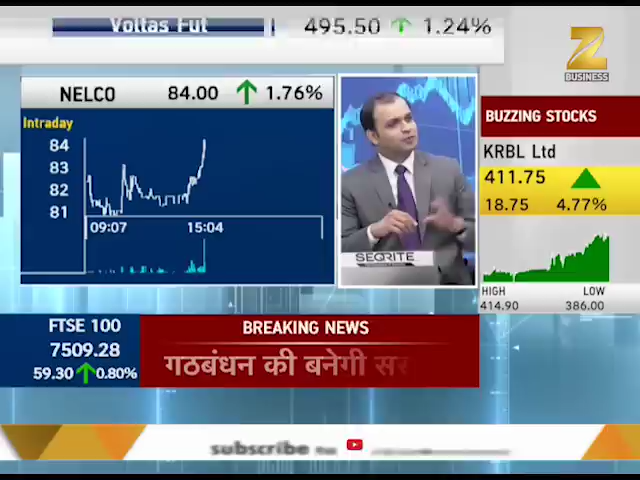 Voltas Fut 495.50 1.24%
Z
BUSINESS
NELCO 84.00 1.76%
Intraday
84
83
82
81
09:07 15:04
SEQRITE
BUZZING STOCKS
KRBL Ltd
411.75
18.75 4.77%
HIGH LOW
414.90 386.00
FTSE 100
7509.28
59.30 0.80%
BREAKING NEWS
गठबंधन की बनेगी
subscribe